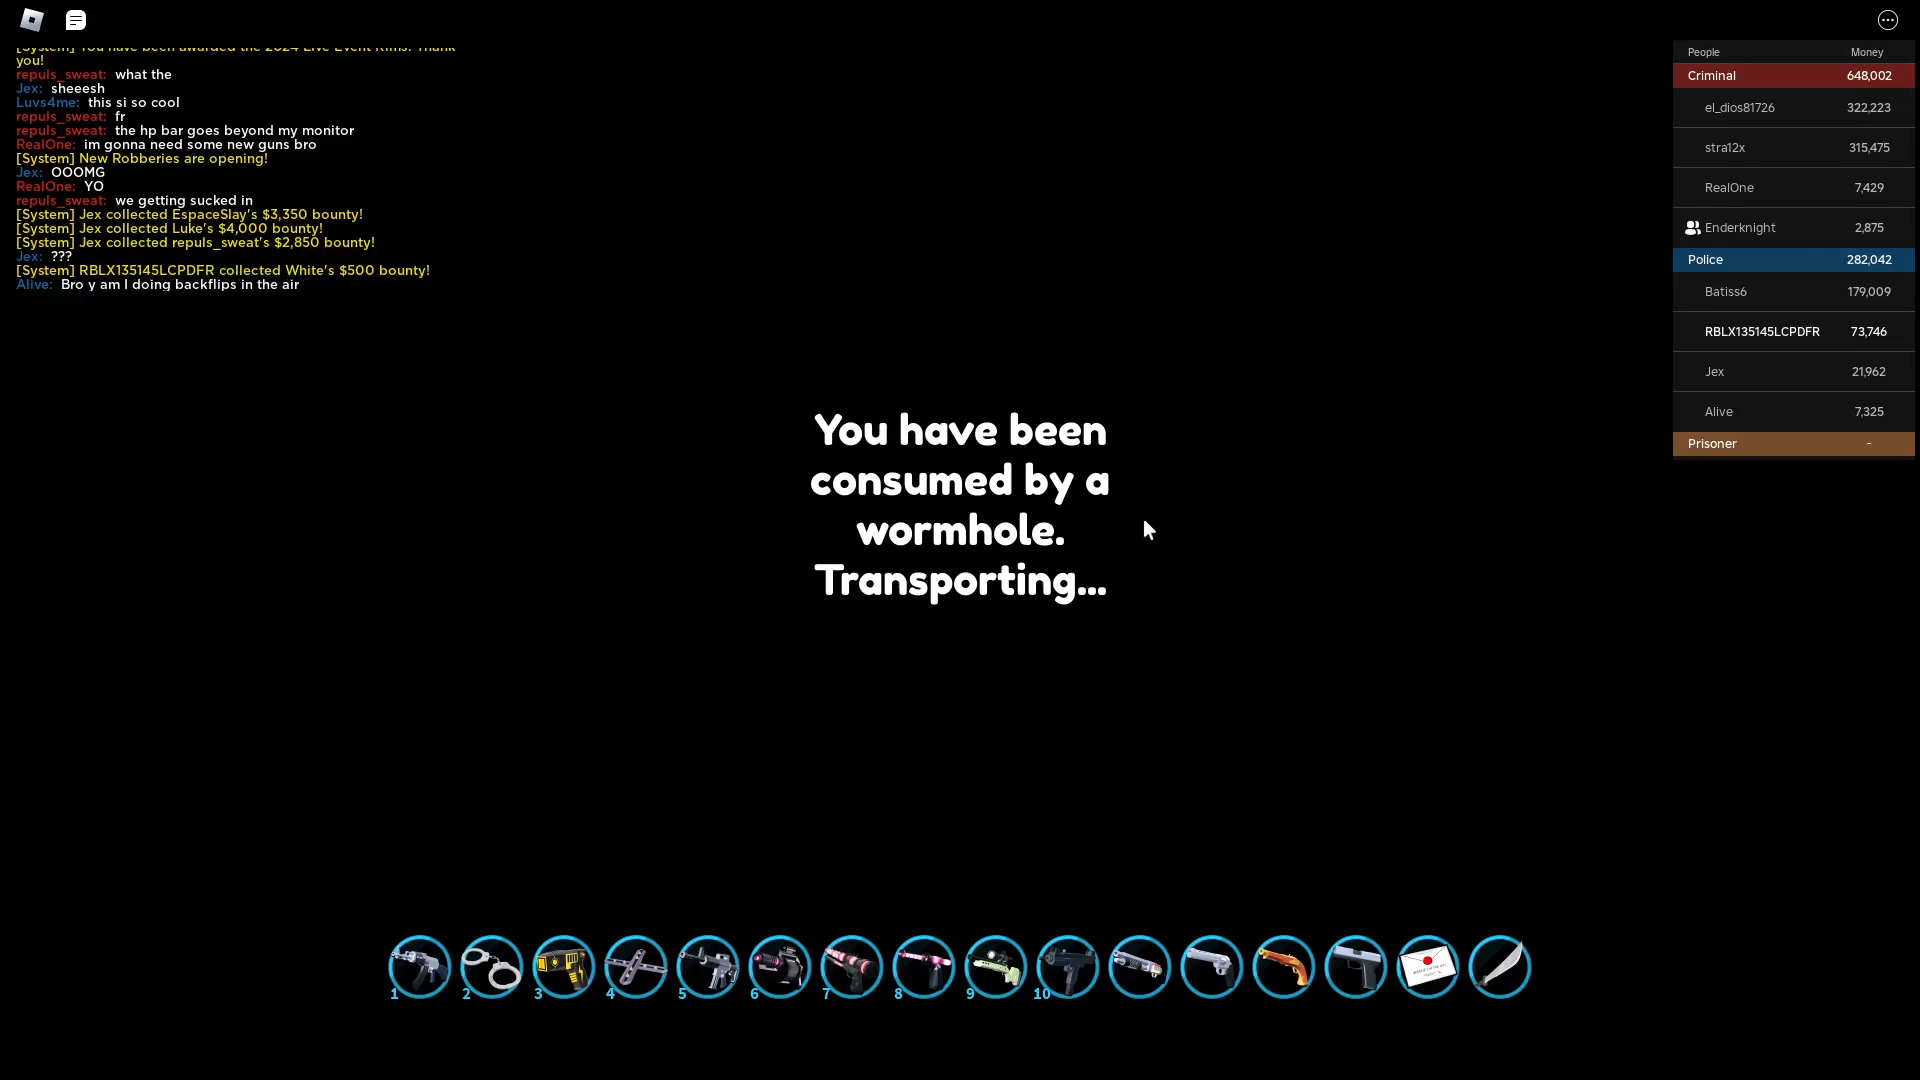 [System] You have been awarded the 2024 Live Event Rims! Thank
you!
repuls_sweat: what the
Jex: sheeesh
Luvs4me: this si so cool
repuls_sweat: fr
repuls_sweat: the hp bar goes beyond my monitor
RealOne: im gonna need some new guns bro
[System] New Robberies are opening!
Jex: OOOMG
RealOne: YO
repuls_sweat: we getting sucked in
[System] Jex collected EspaceSlay's $3,350 bounty!
[System] Jex collected Luke's $4,000 bounty!
[System] Jex collected repuls_sweat's $2,850 bounty!
Jex: ???
[System] RBLX135145LCPDFR collected White's $500 bounty!
Alive: Bro y am I doing backflips in the air
People Money
Criminal 648,002
el_dios81726 322,223
stra12x 315,475
RealOne 7,429
Enderknight 2,875
Police 282,042
Batiss6 179,009
RBLX135145LCPDFR 73,746
Jex 21,962
Alive 7,325
Prisoner -
You have been
consumed by a
wormhole.
Transporting...
1 2 3 4 5 6 7 8 9 10